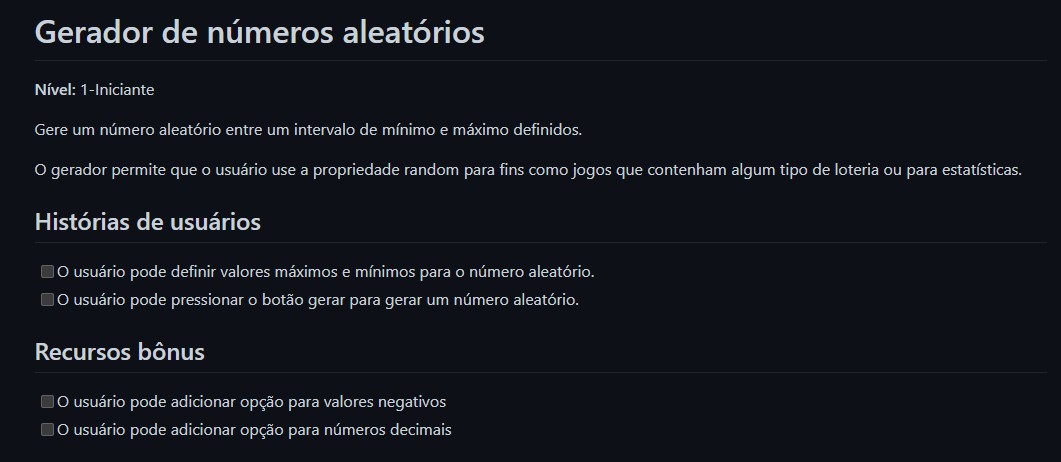 Gerador de números aleatórios
Nível: 1-Iniciante
Gere um número aleatório entre um intervalo de mínimo e máximo definidos.
O gerador permite que o usuário use a propriedade random para fins como jogos que contenham algum tipo de loteria ou para estatísticas.
Histórias de usuários
O usuário pode definir valores máximos e mínimos para o número aleatório.
O usuário pode pressionar o botão gerar para gerar um número aleatório.
Recursos bônus
O usuário pode adicionar opção para valores negativos
O usuário pode adicionar opção para números decimais